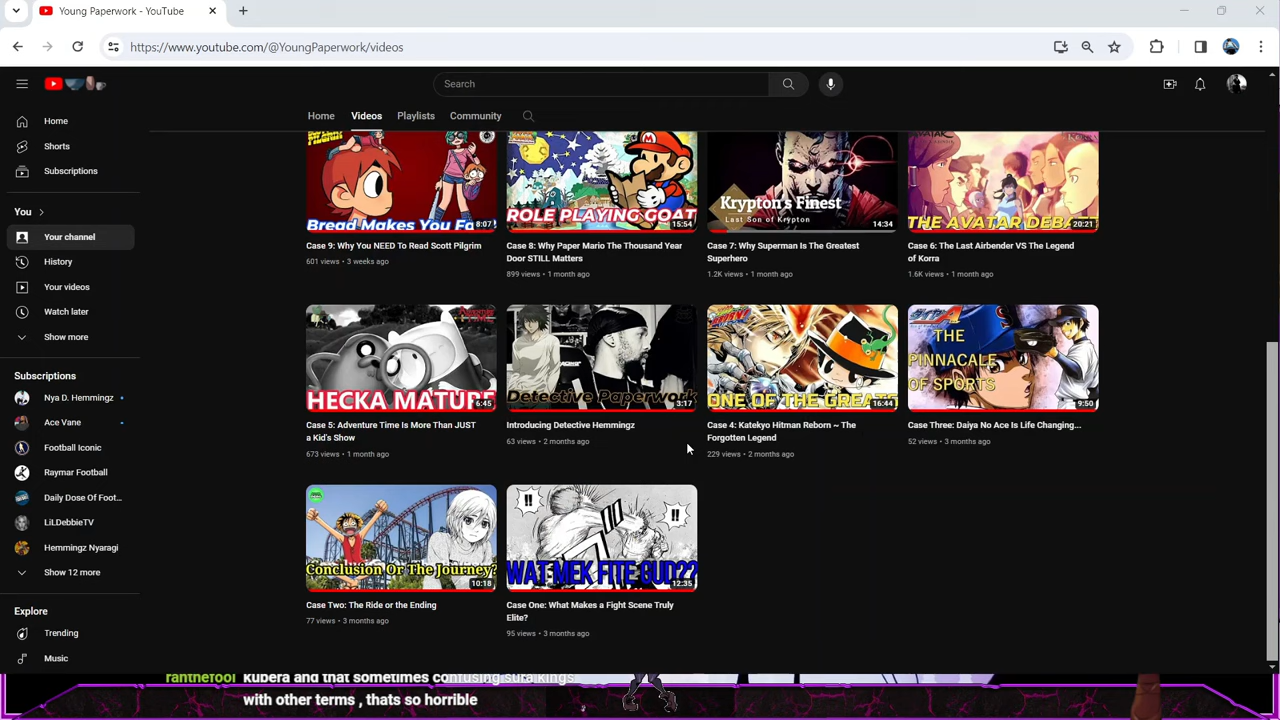 Young Paperwork - YouTube
https://www.youtube.com/@YoungPaperwork/videos
Search
Home
Shorts
Subscriptions
You
Your channel
History
Your videos
Watch later
Show more
Subscriptions
Nya D. Hemmingz
Ace Vane
Football Iconic
Raymar Football
Daily Dose Of Foot...
LiLDebbieTV
Hemmingz Nyaragi
Show 12 more
Explore
Trending
Music
Home Videos Playlists Community
Bread Makes You Fa
8:07
Case 9: Why You NEED To Read Scott Pilgrim
601 views • 3 weeks ago
ROLE PLAYING GOAT
15:54
Case 8: Why Paper Mario The Thousand Year
Door STILL Matters
899 views • 1 month ago
Krypton's Finest
Last Son of Krypton
14:34
Case 7: Why Superman Is The Greatest
Superhero
1.2K views • 1 month ago
THE AVATAR DEBATE
20:21
Case 6: The Last Airbender VS The Legend
of Korra
1.6K views • 1 month ago
HECKA MATURE
6:45
Case 5: Adventure Time Is More Than JUST
a Kid's Show
673 views • 1 month ago
Detective Paperwork
3:17
Introducing Detective Hemmingz
63 views • 2 months ago
ONE OF THE GREATS
16:44
Case 4: Katekyo Hitman Reborn ~ The
Forgotten Legend
229 views • 2 months ago
THE
PINNACALE
OF SPORTS
9:50
Case Three: Daiya No Ace Is Life Changing...
52 views • 3 months ago
Conclusion Or The Journey?
10:18
Case Two: The Ride or the Ending
77 views • 3 months ago
!!
!!
WAT MEK FITE GUD??
12:35
Case One: What Makes a Fight Scene Truly
Elite?
95 views • 3 months ago
ranthefool kubera and that sometimes confusing sura kings
with other terms , thats so horrible